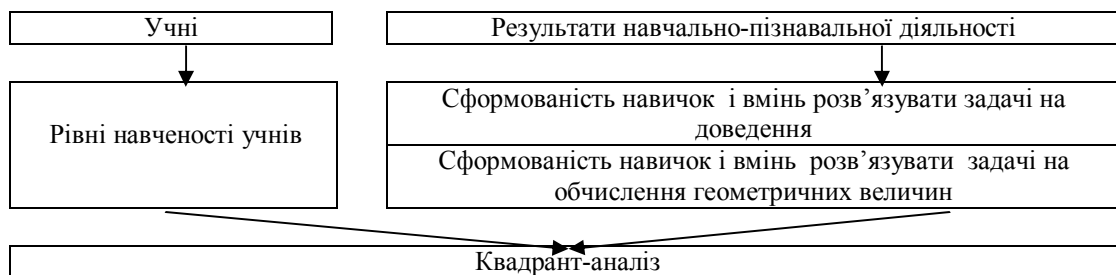 Учні
Результати навчально-пізнавальної діяльності
Рівні навченості учнів
Сформованість навичок і вмінь розв’язувати задачі на
доведення
Сформованість навичок і вмінь розв’язувати задачі на
обчислення геометричних величин
Квадрант-аналіз